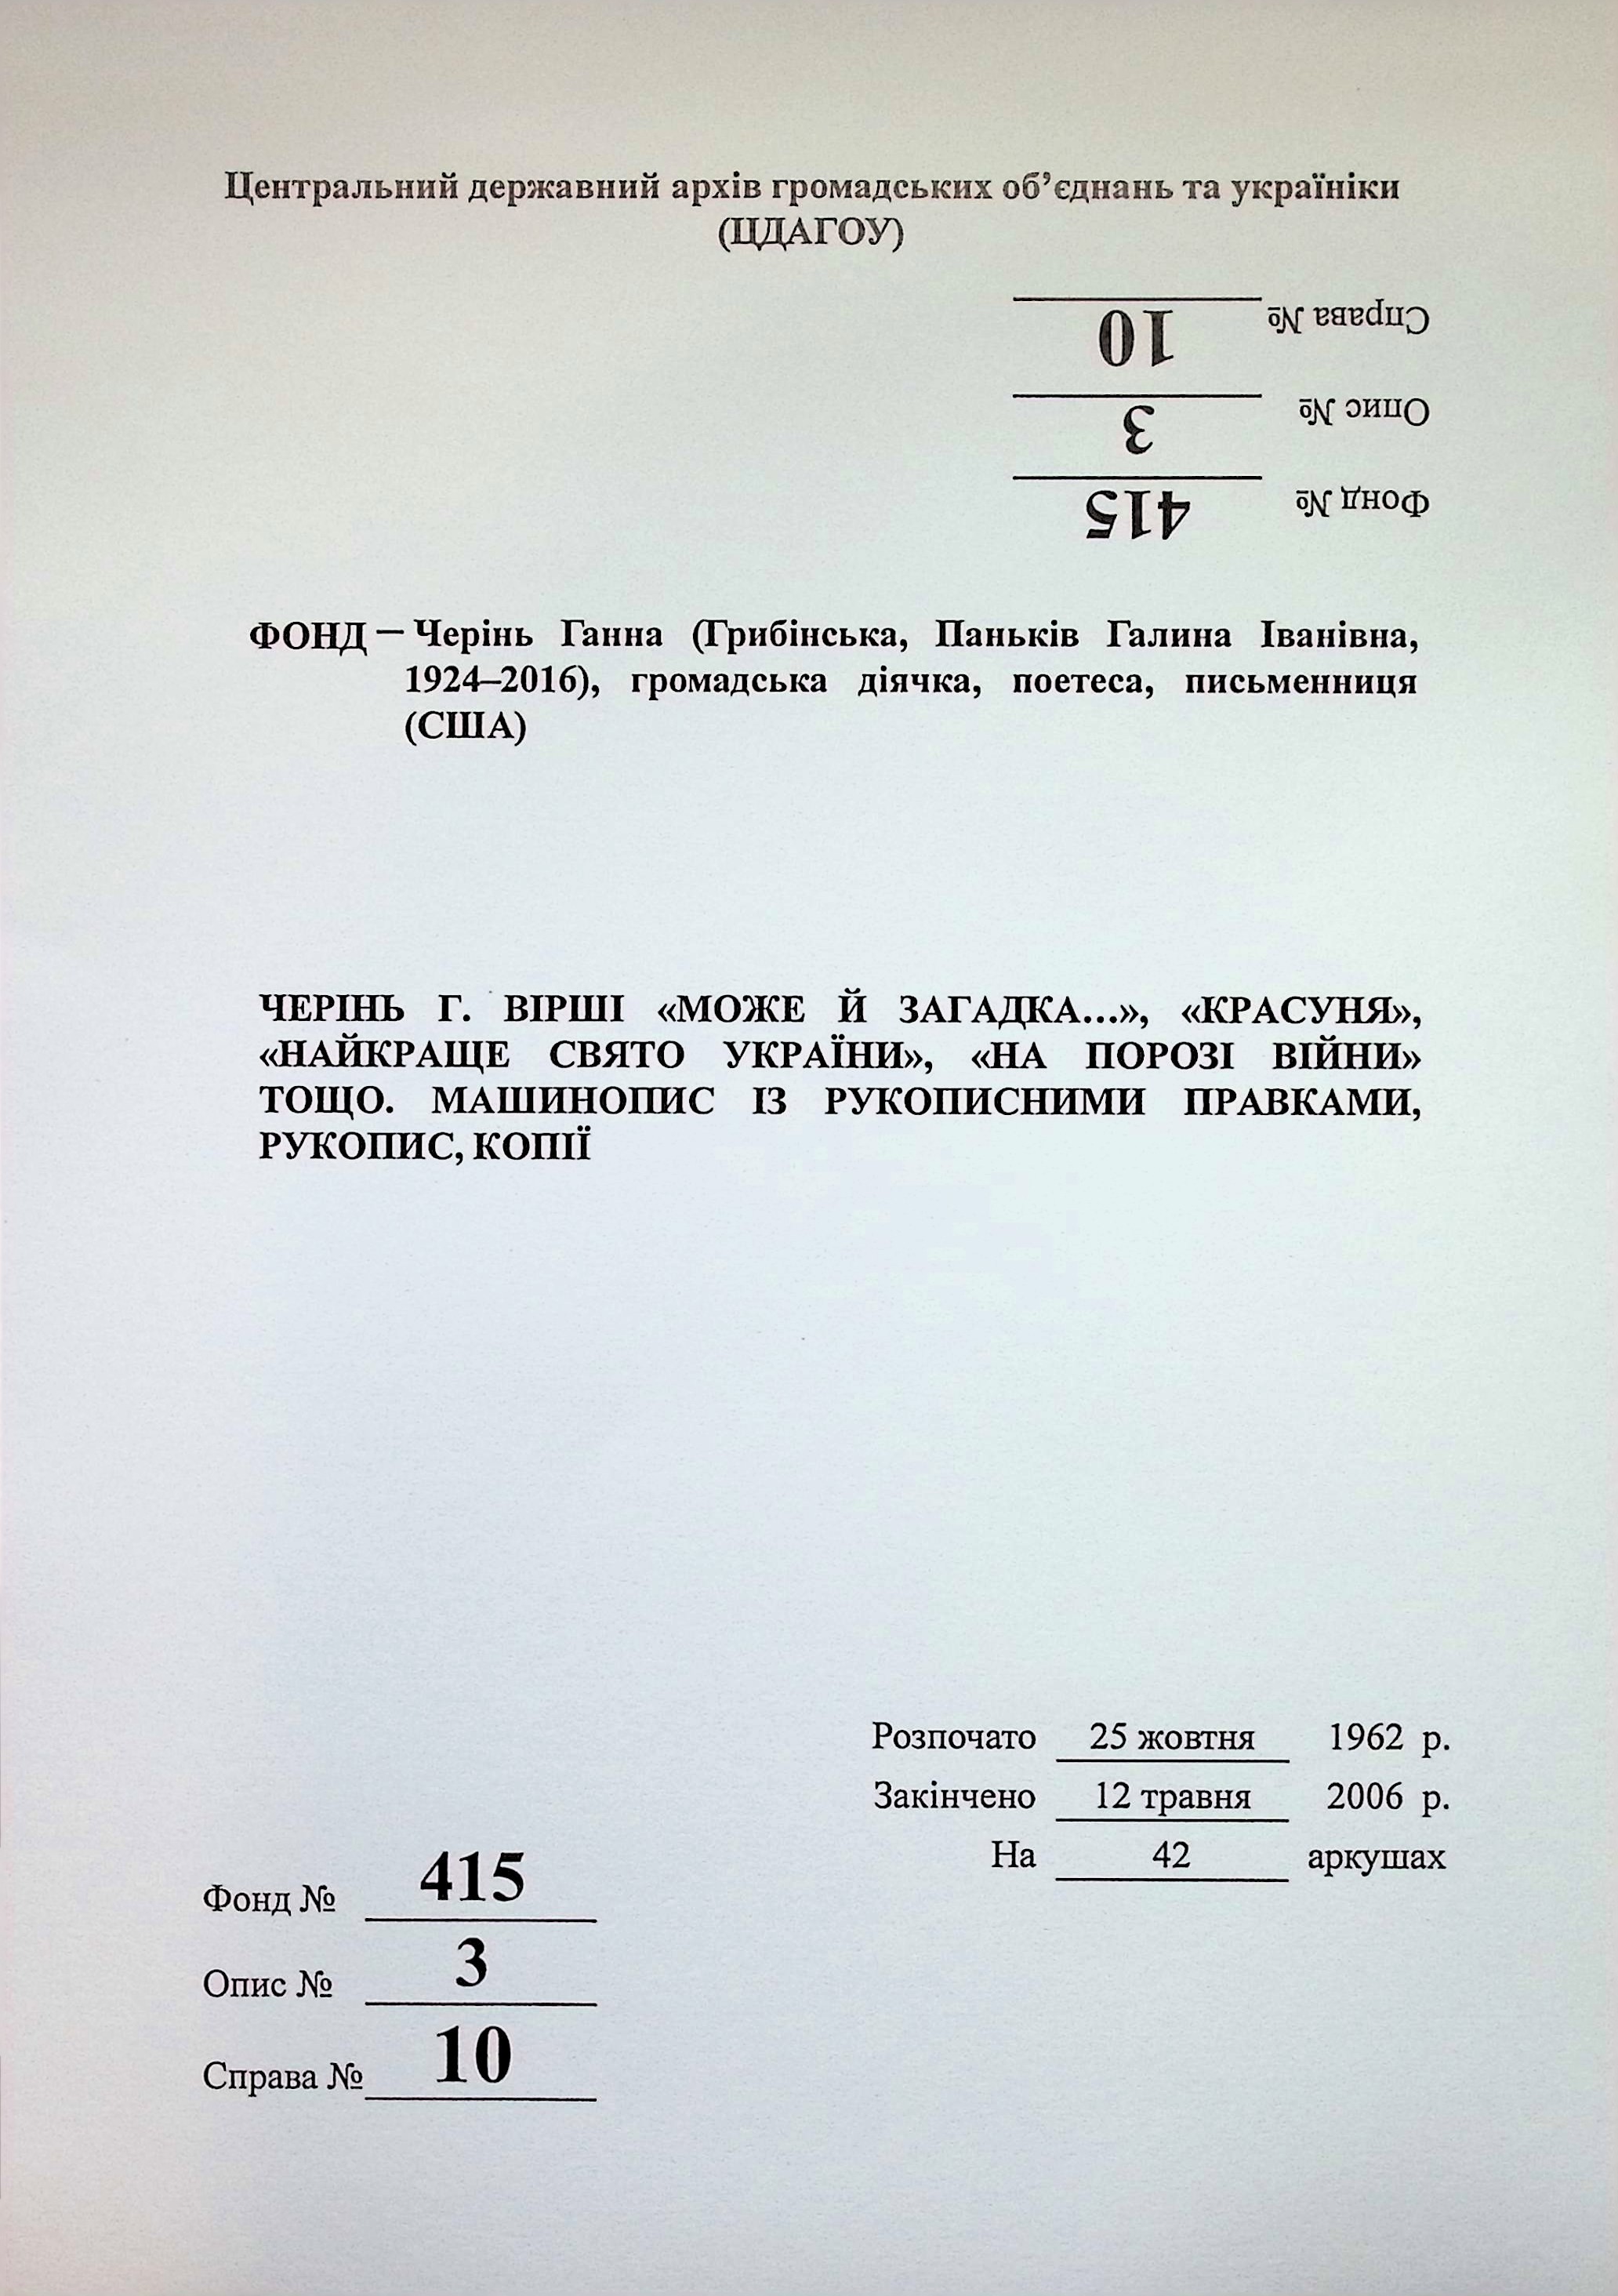 Центральний державний архів громадських об’єднань та україніки
(ЦДАГОУ)
Справа № 10
Опис № 3
Фонд № 415
ФОНД — Черінь Ганна (Грибінська, Паньків Галина Іванівна,
1924–2016), громадська діячка, поетеса, письменниця
(США)
ЧЕРІНЬ Г. ВІРШІ «МОЖЕ Й ЗАГАДКА...», «КРАСУНЯ»,
«НАЙКРАЩЕ СВЯТО УКРАЇНИ», «НА ПОРОЗІ ВІЙНИ»
ТОЩО. МАШИНОПИС ІЗ РУКОПИСНИМИ ПРАВКАМИ,
РУКОПИС, КОПІЇ
Розпочато 25 жовтня 1962 р.
Закінчено 12 травня 2006 р.
На 42 аркушах
Фонд № 415
Опис № 3
Справа № 10